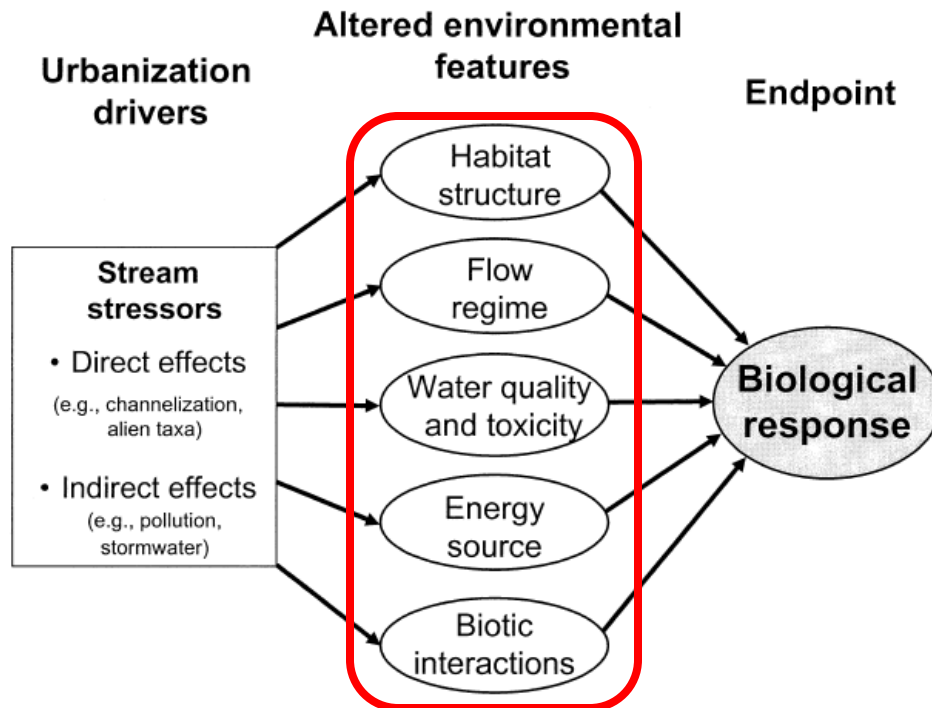 Urbanization
drivers
Altered environmental
features
Endpoint
Stream
stressors
• Direct effects
(e.g., channelization,
alien taxa)
• Indirect effects
(e.g., pollution,
stormwater)
Habitat
structure
Flow
regime
Water quality
and toxicity
Energy
source
Biotic
interactions
Biological
response